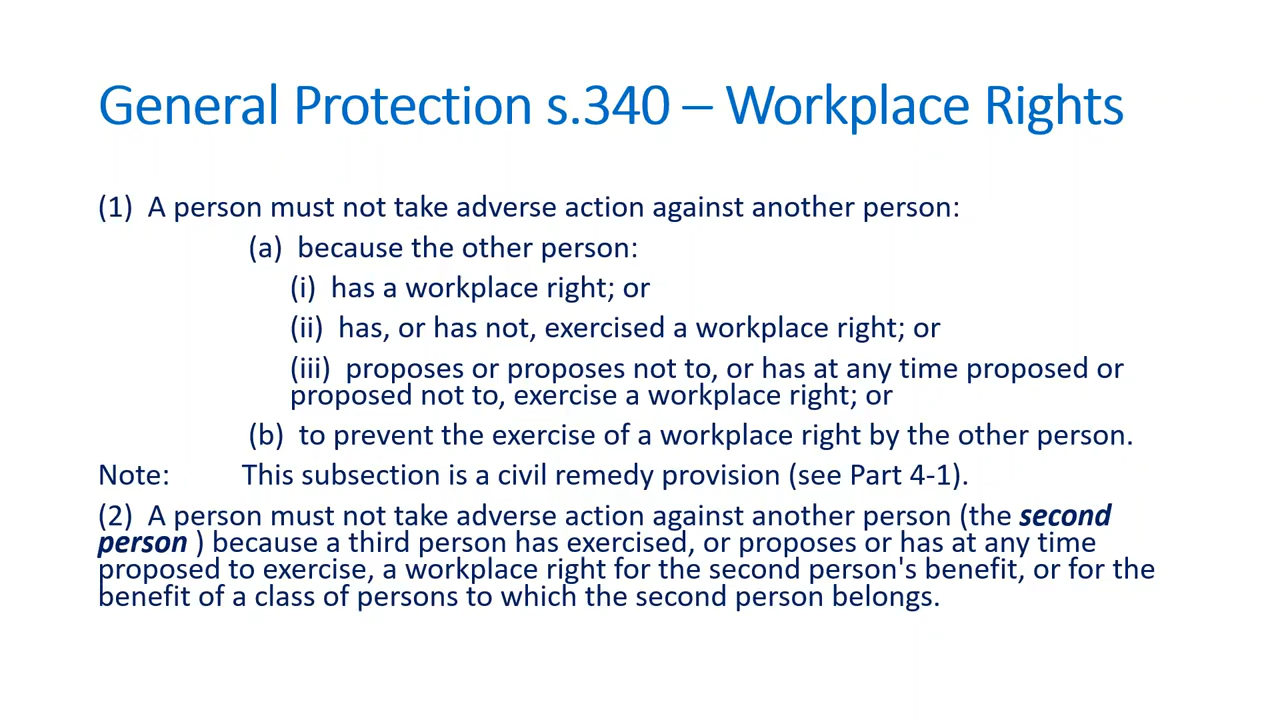 General Protection s.340 – Workplace Rights
(1)  A person must not take adverse action against another person:
(a)  because the other person:
(i)  has a workplace right; or
(ii)  has, or has not, exercised a workplace right; or
(iii)  proposes or proposes not to, or has at any time proposed or
proposed not to, exercise a workplace right; or
(b)  to prevent the exercise of a workplace right by the other person.
Note: This subsection is a civil remedy provision (see Part 4-1).
(2)  A person must not take adverse action against another person (the second
person ) because a third person has exercised, or proposes or has at any time
proposed to exercise, a workplace right for the second person's benefit, or for the
benefit of a class of persons to which the second person belongs.